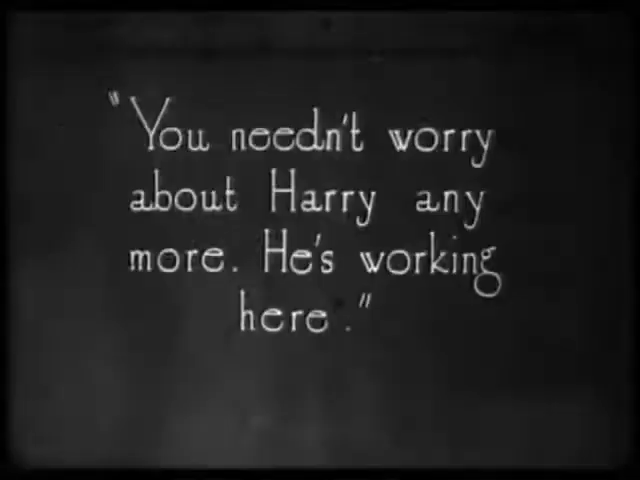 "You needn't worry
about Harry any
more. He's working
here."